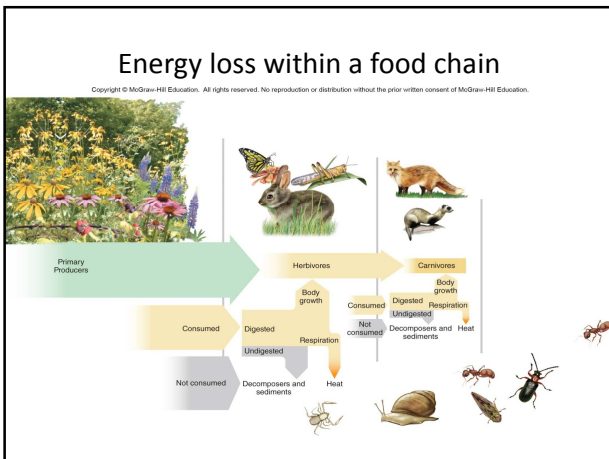 Energy loss within a food chain
Copyright © McGraw-Hill Education. All rights reserved. No reproduction or distribution without the prior written consent of McGraw-Hill Education.
Primary
Producers
Herbivores
Carnivores
Body
growth
Body
growth
Consumed
Digested
Undigested
Respiration
Not consumed
Decomposers and
sediments
Heat
Consumed
Digested
Undigested
Respiration
Not
consumed
Decomposers and
sediments
Heat